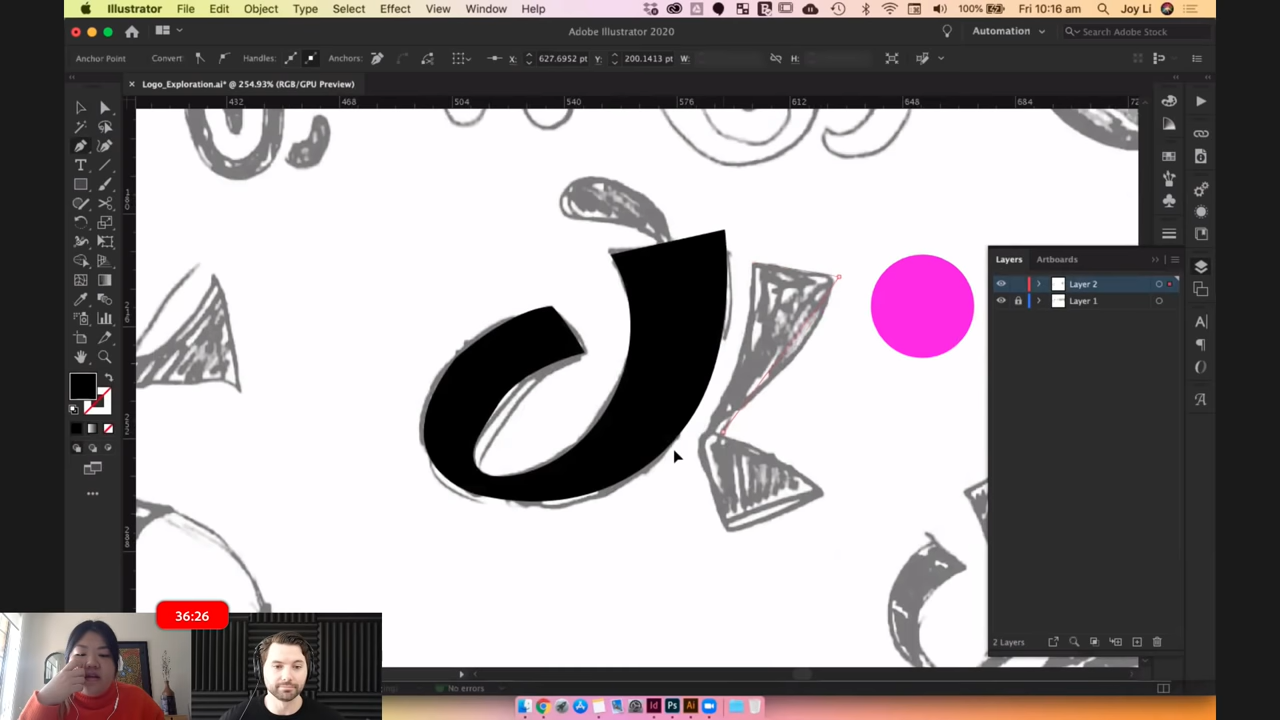 Illustrator File Edit Object Type Select Effect View Window Help 100% Fri 10:16 am Joy Li
Adobe Illustrator 2020 Automation Search Adobe Stock
Anchor Point Convert: Handles: Anchors: X: 627.6952 pt Y: 200.1413 pt W: H:
× Logo_Exploration.ai* @ 254.93% (RGB/GPU Preview)
432 468 504 540 576 612 648 684 72
Layers Artboards
Layer 2
Layer 1
2 Layers
36:26
No errors